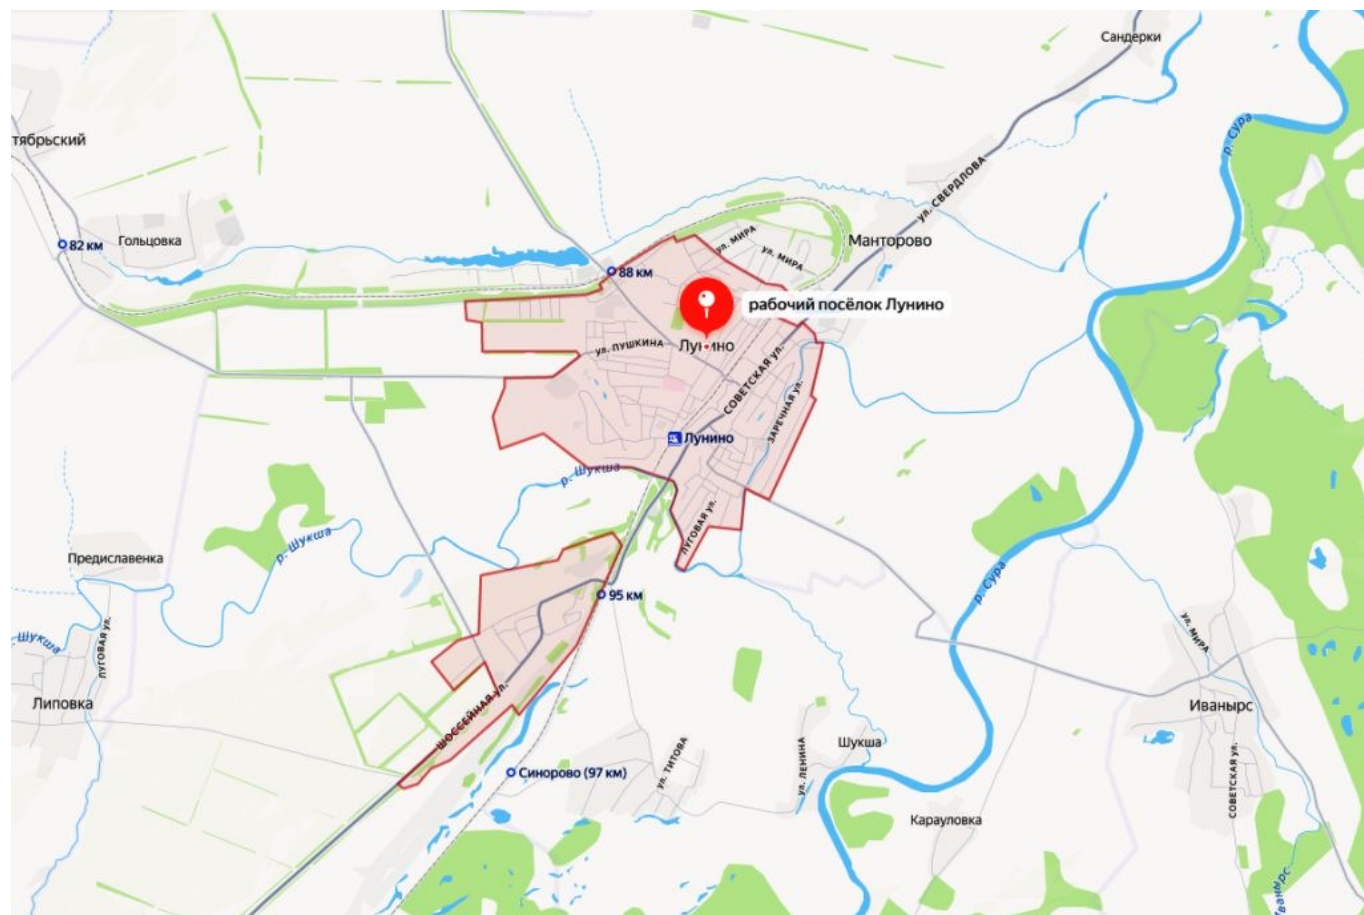 Сандерки
р. Сура
тябрьский
ул. СВЕРДЛОВА
Гольцовка
82 км
ул. МИРА
ул. МИРА
Манторово
88 км
рабочий посёлок Лунино
ул. ПУШКИНА
Лунино
СОВЕТСКАЯ ул.
ЗАРЕЧНАЯ ул.
Лунино
р. Шукша
ЛУГОВАЯ ул.
р. Шукша
Предиславенка
р. Сура
95 км
ул. МИРА
Шукша
ЛУГОВАЯ ул.
Липовка
ШОССЕЙНАЯ ул.
Иванырс
Шукша
ул. ТИТОВА
ул. ЛЕНИНА
Синорово (97 км)
СОВЕТСКАЯ ул.
Карауловка
ванырс